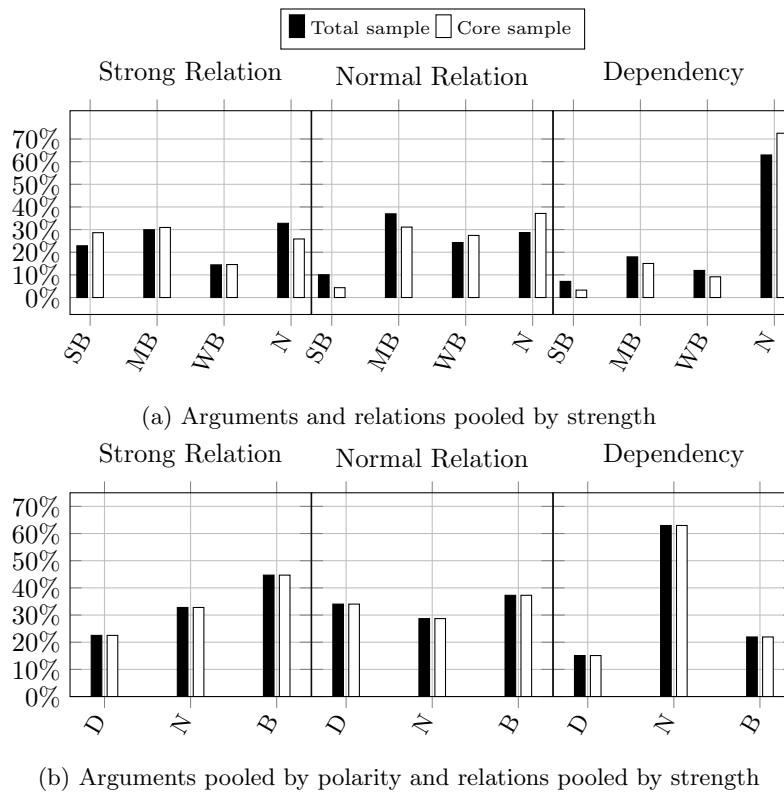 Total sample Core sample
Strong Relation Normal Relation Dependency
70%
60%
50%
40%
30%
20%
10%
0%
SB MB WB N SB MB WB N SB MB WB N
(a) Arguments and relations pooled by strength
Strong Relation Normal Relation Dependency
70%
60%
50%
40%
30%
20%
10%
0%
D N B D N B D N B
(b) Arguments pooled by polarity and relations pooled by strength